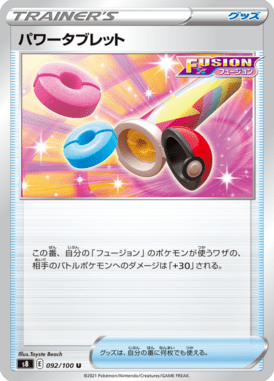 TRAINER'S
グッズ
パワータブレット
FUSION
フュージョン
この番、自分の「フュージョン」のポケモンが使うワザの、
相手のバトルポケモンへのダメージは「+30」される。
Illus.Toyste Beach
S8 E 092/100 U
グッズは、自分の番に何枚でも使える。
©2021 Pokémon/Nintendo/Creatures/GAME FREAK.